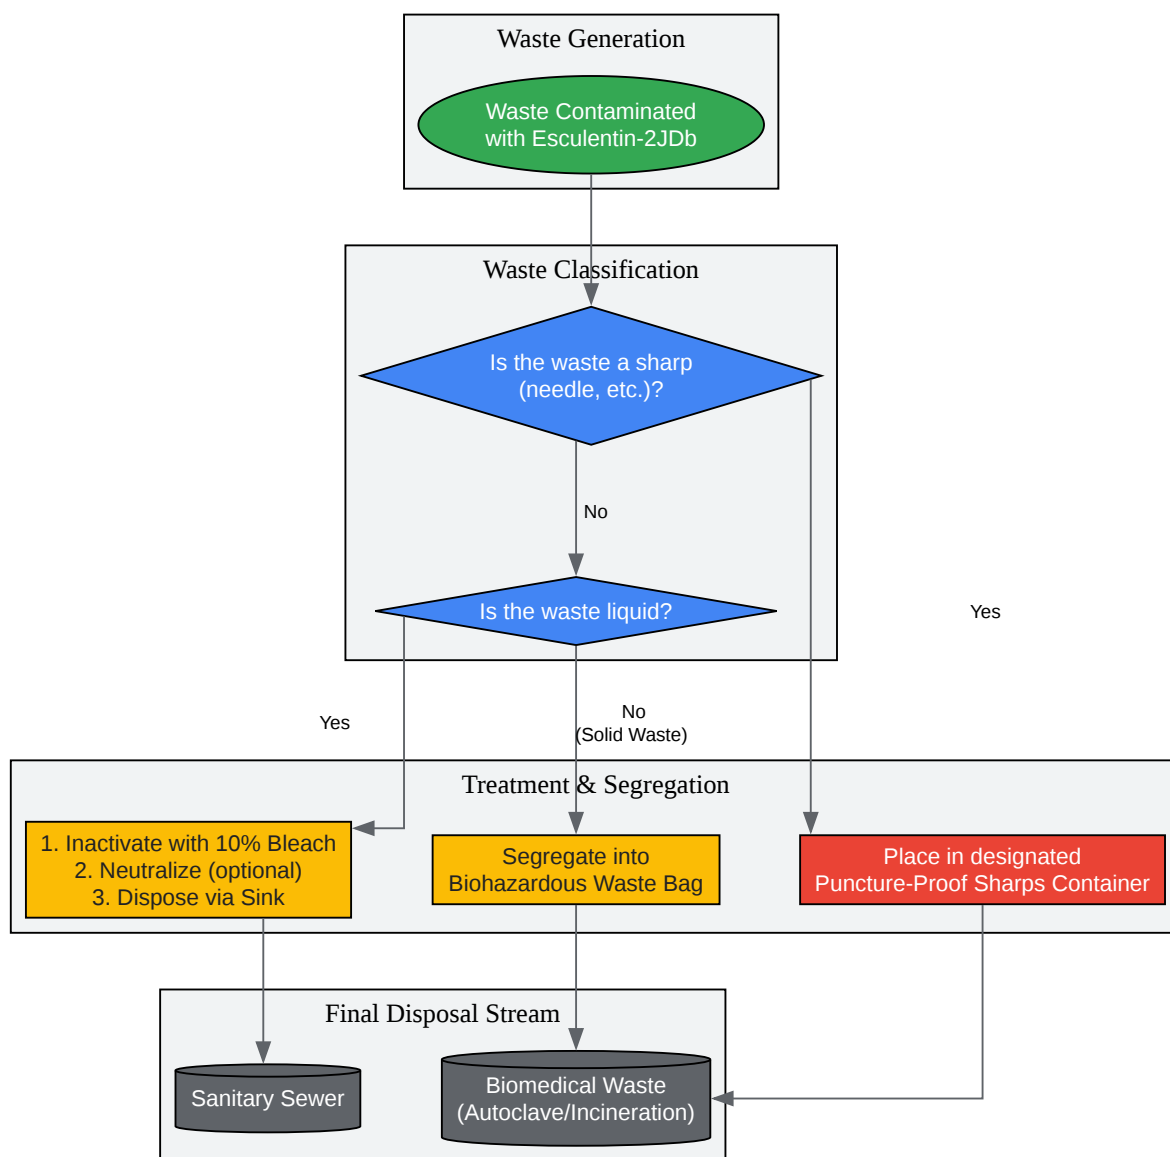 Waste Generation
Waste Contaminated
with Esculentin-2JDb
Waste Classification
Is the waste a sharp
(needle, etc.)?
No
Is the waste liquid?
Yes
Yes
No
(Solid Waste)
Treatment & Segregation
1. Inactivate with 10% Bleach
2. Neutralize (optional)
3. Dispose via Sink
Segregate into
Biohazardous Waste Bag
Place in designated
Puncture-Proof Sharps Container
Final Disposal Stream
Sanitary Sewer
Biomedical Waste
(Autoclave/Incineration)